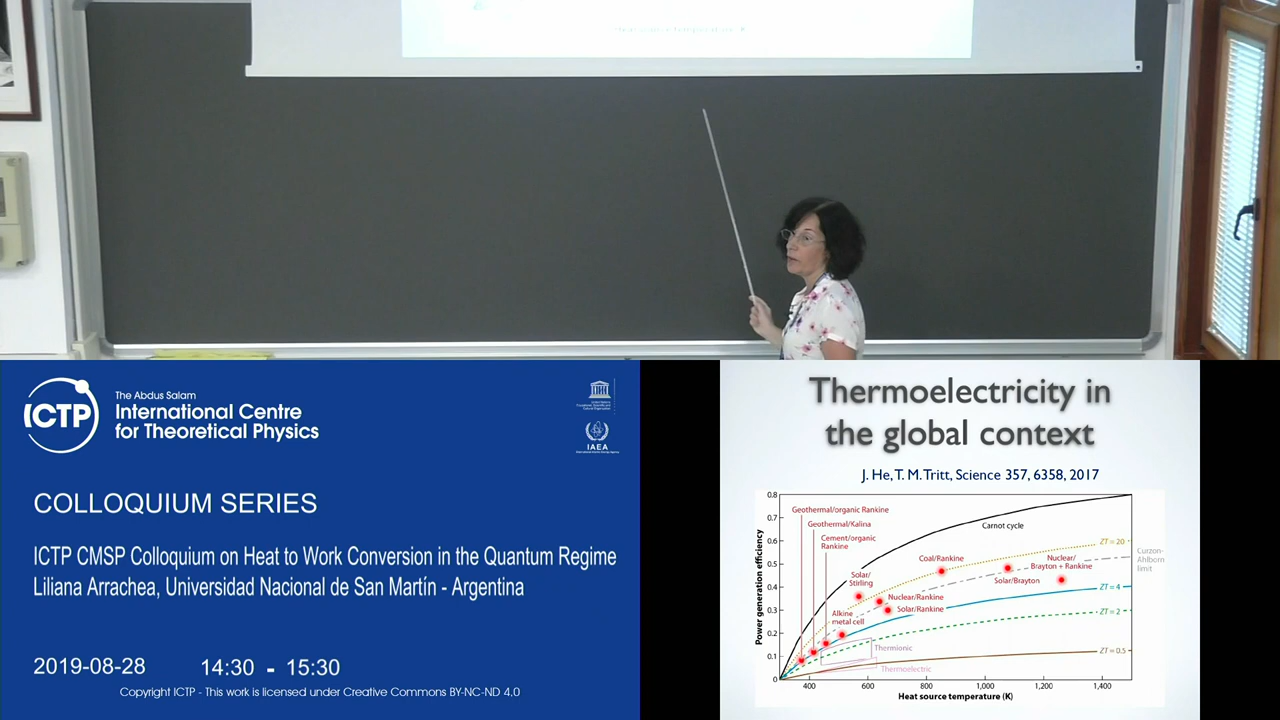 ICTP
The Abdus Salam
International Centre
for Theoretical Physics
IAEA
COLLOQUIUM SERIES
ICTP CMSP Colloquium on Heat to Work Conversion in the Quantum Regime
Liliana Arrachea, Universidad Nacional de San Martín - Argentina
2019-08-28 14:30 - 15:30
Copyright ICTP - This work is licensed under Creative Commons BY-NC-ND 4.0
Thermoelectricity in
the global context
J. He, T. M. Tritt, Science 357, 6358, 2017
Power generation efficiency
0.8
0.7
0.6
0.5
0.4
0.3
0.2
0.1
0
Geothermal/organic Rankine
Geothermal/Kalina
Cement/organic
Rankine
Carnot cycle
Solar/
Stirling
Coal/Rankine
Nuclear/
Brayton + Rankine
Solar/Brayton
Nuclear/Rankine
Solar/Rankine
Alkine
metal cell
Thermionic
Thermoelectric
ZT = 20
Curzon-
Ahlborn
limit
ZT = 4
ZT = 2
ZT = 0.5
400 600 800 1,000 1,200 1,400
Heat source temperature (K)